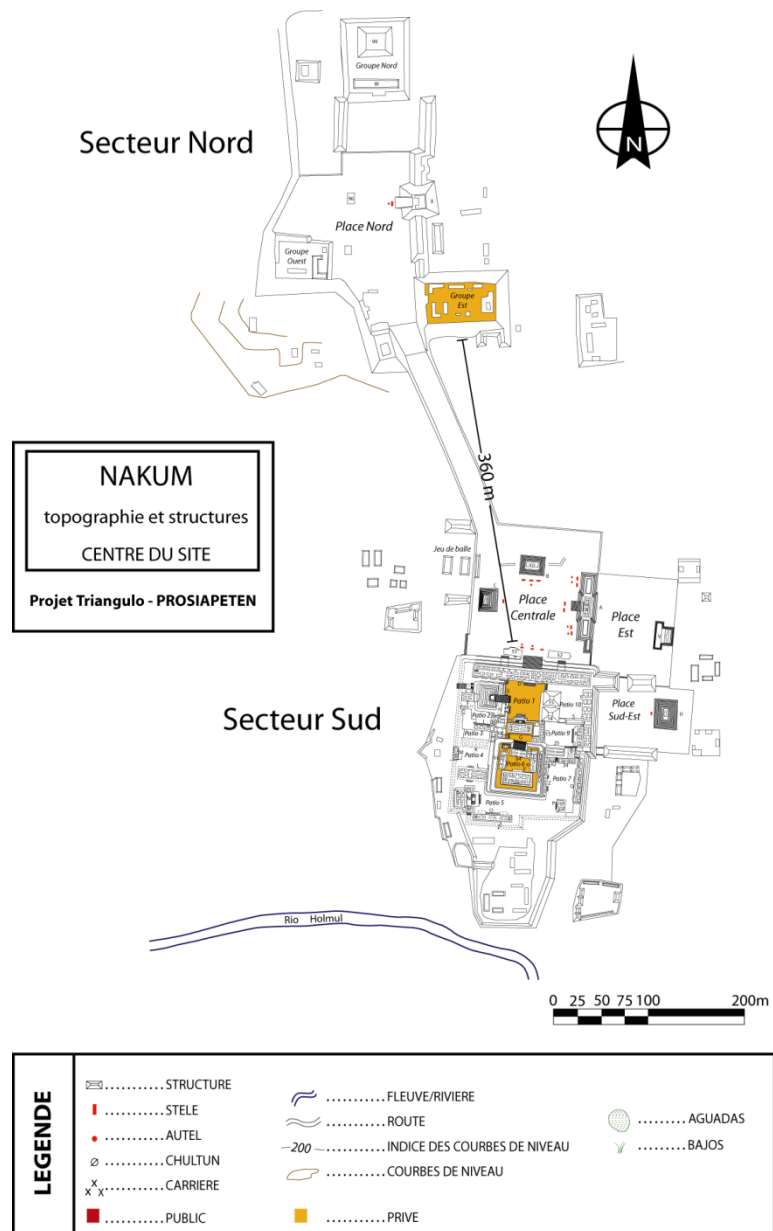 Groupe Nord
Secteur Nord
N
Place Nord
Groupe
Ouest
Groupe
Est
360 m
NAKUM
topographie et structures
CENTRE DU SITE
Projet Triangulo - PROSIAPETEN
Jeu de balle
C
B
A
Place
Centrale
Place
Est
V
Secteur Sud
Patio 1
Patio 10
Patio 2
Patio 3
Patio 9
Patio 4
Patio 6
Patio 7
Patio 5
Place
Sud-Est
U
Rio Holmul
0 25 50 75 100 200m
LEGENDE
..........STRUCTURE
..........STELE
..........AUTEL
..........CHULTUN
..........CARRIERE
PUBLIC
..........FLEUVE/RIVIERE
..........ROUTE
200 ..........INDICE DES COURBES DE NIVEAU
..........COURBES DE NIVEAU
..........PRIVE
.........AGUADAS
.........BAJOS